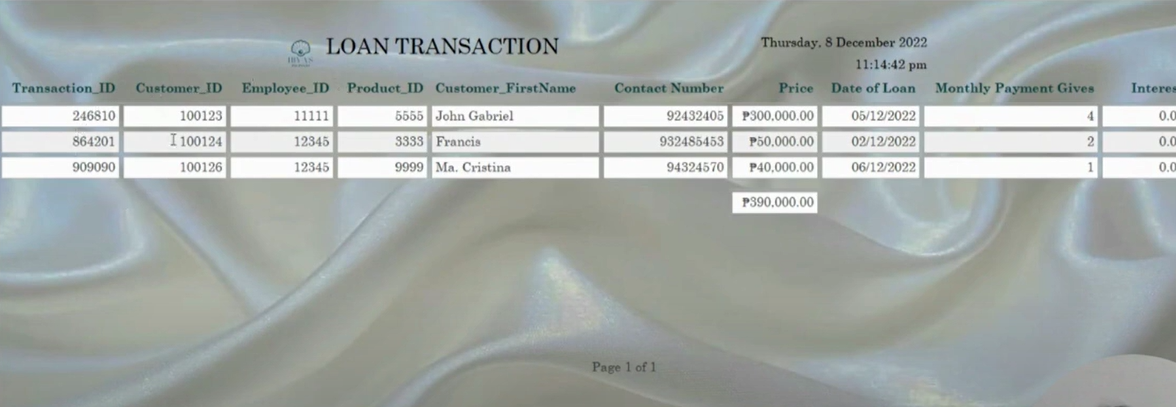 LOAN TRANSACTION
Thursday, 8 December 2022
11:14:42 pm
Transaction_ID Customer_ID Employee_ID Product_ID Customer_FirstName Contact Number Price Date of Loan Monthly Payment Gives Interes
246810 100123 11111 5555 John Gabriel 92432405 ₱300,000.00 05/12/2022 4 0.0
864201 100124 12345 3333 Francis 932485453 ₱50,000.00 02/12/2022 2 0.0
909090 100126 12345 9999 Ma. Cristina 94324570 ₱40,000.00 06/12/2022 1 0.0
₱390,000.00
Page 1 of 1